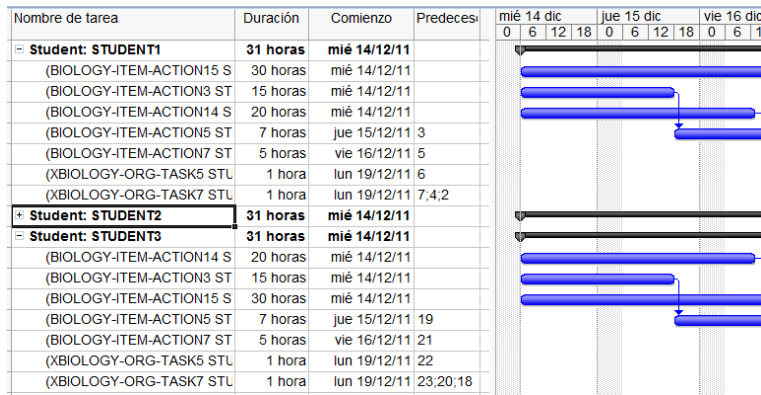 Nombre de tarea Duración Comienzo Predeces mié 14 dic jue 15 dic vie 16 dic
0 6 12 18 0 6 12 18 0 6 1
Student: STUDENT1 31 horas mié 14/12/11
(BIOLOGY-ITEM-ACTION15 S 30 horas mié 14/12/11
(BIOLOGY-ITEM-ACTION3 ST 15 horas mié 14/12/11
(BIOLOGY-ITEM-ACTION14 S 20 horas mié 14/12/11
(BIOLOGY-ITEM-ACTION5 ST 7 horas jue 15/12/11 3
(BIOLOGY-ITEM-ACTION7 ST 5 horas vie 16/12/11 5
(XBIOLOGY-ORG-TASK5 STU 1 hora lun 19/12/11 6
(XBIOLOGY-ORG-TASK7 STU 1 hora lun 19/12/11 7;4;2
Student: STUDENT2 31 horas mié 14/12/11
Student: STUDENT3 31 horas mié 14/12/11
(BIOLOGY-ITEM-ACTION14 S 20 horas mié 14/12/11
(BIOLOGY-ITEM-ACTION3 ST 15 horas mié 14/12/11
(BIOLOGY-ITEM-ACTION15 S 30 horas mié 14/12/11
(BIOLOGY-ITEM-ACTION5 ST 7 horas jue 15/12/11 19
(BIOLOGY-ITEM-ACTION7 ST 5 horas vie 16/12/11 21
(XBIOLOGY-ORG-TASK5 STU 1 hora lun 19/12/11 22
(XBIOLOGY-ORG-TASK7 STU 1 hora lun 19/12/11 23;20;18